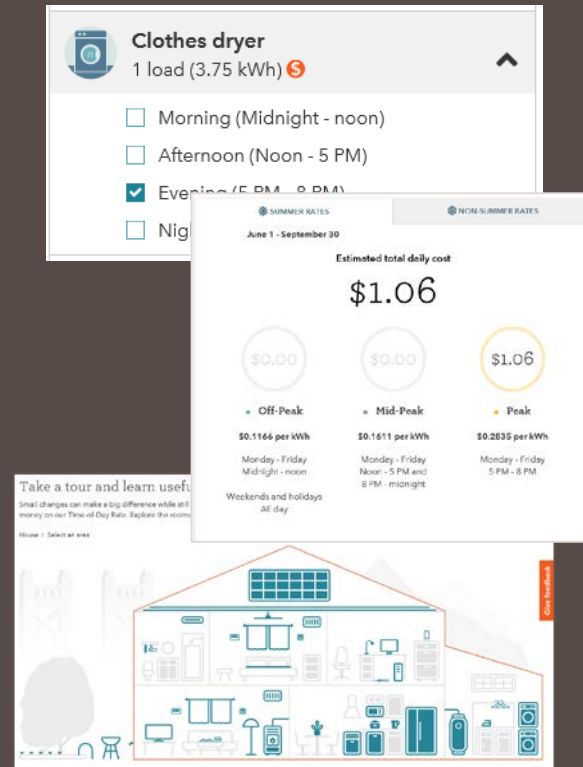 Clothes dryer
1 load (3.75 kWh) S
Morning (Midnight - noon)
Afternoon (Noon - 5 PM)
Evening (5 PM - 8 PM)
SUMMER RATES
NON-SUMMER RATES
June 1 - September 30
Estimated total daily cost
$1.06
$0.00
$0.00
$1.06
Off-Peak
Mid-Peak
Peak
$0.1166 per kWh
$0.1611 per kWh
$0.2835 per kWh
Monday - Friday
Midnight - noon
Weekends and holidays
All day
Monday - Friday
Noon - 5 PM and
8 PM - midnight
Monday - Friday
5 PM - 8 PM
Take a tour and learn
Small changes can make a big difference while still
money on our Time-of-Day Rate. Explore the rooms
House / Select an area
Give feedback